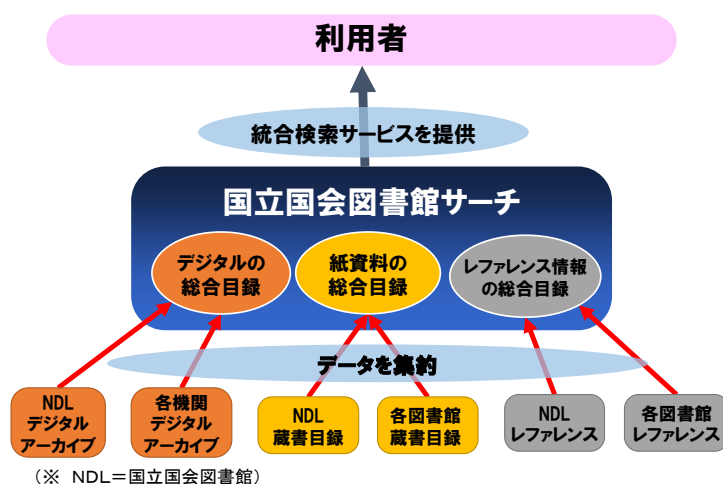 利用者
統合検索サービスを提供
国立国会図書館サーチ
デジタルの
総合目録
紙資料の
総合目録
レファレンス情報
の総合目録
データを集約
NDL
デジタル
アーカイブ
各機関
デジタル
アーカイブ
NDL
蔵書目録
各図書館
蔵書目録
NDL
レファレンス
各図書館
レファレンス
(※ NDL=国立国会図書館)